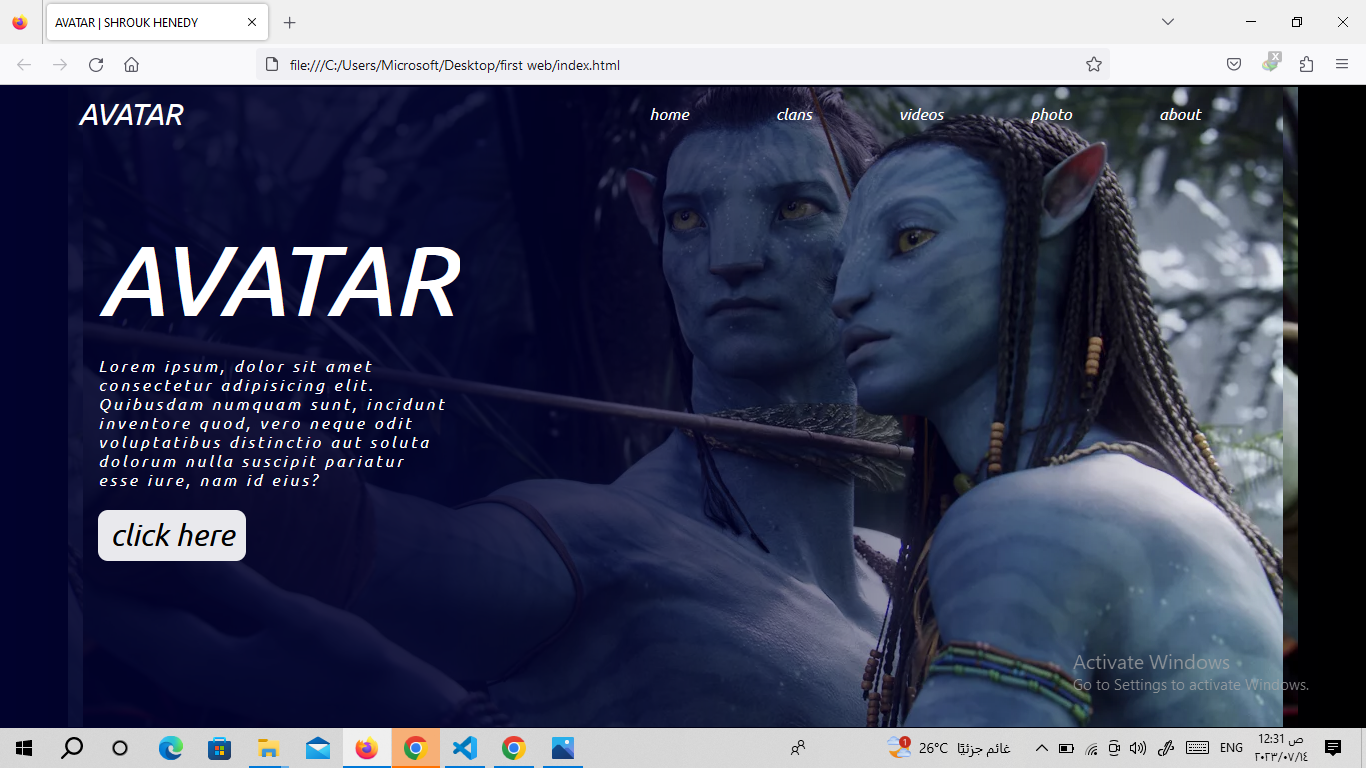 AVATAR | SHROUK HENEDY
file:///C:/Users/Microsoft/Desktop/first web/index.html
AVATAR
home
clans
videos
photo
about
AVATAR
Lorem ipsum, dolor sit amet
consectetur adipisicing elit.
Quibusdam numquam sunt, incidunt
inventore quod, vero neque odit
voluptatibus distinctio aut soluta
dolorum nulla suscipit pariatur
esse iure, nam id eius?
click here
Activate Windows
Go to Settings to activate Windows.
1
26°C غائم جزئيًا
ENG
12:31 ص
٢٠٢٣/٠٧/١٤